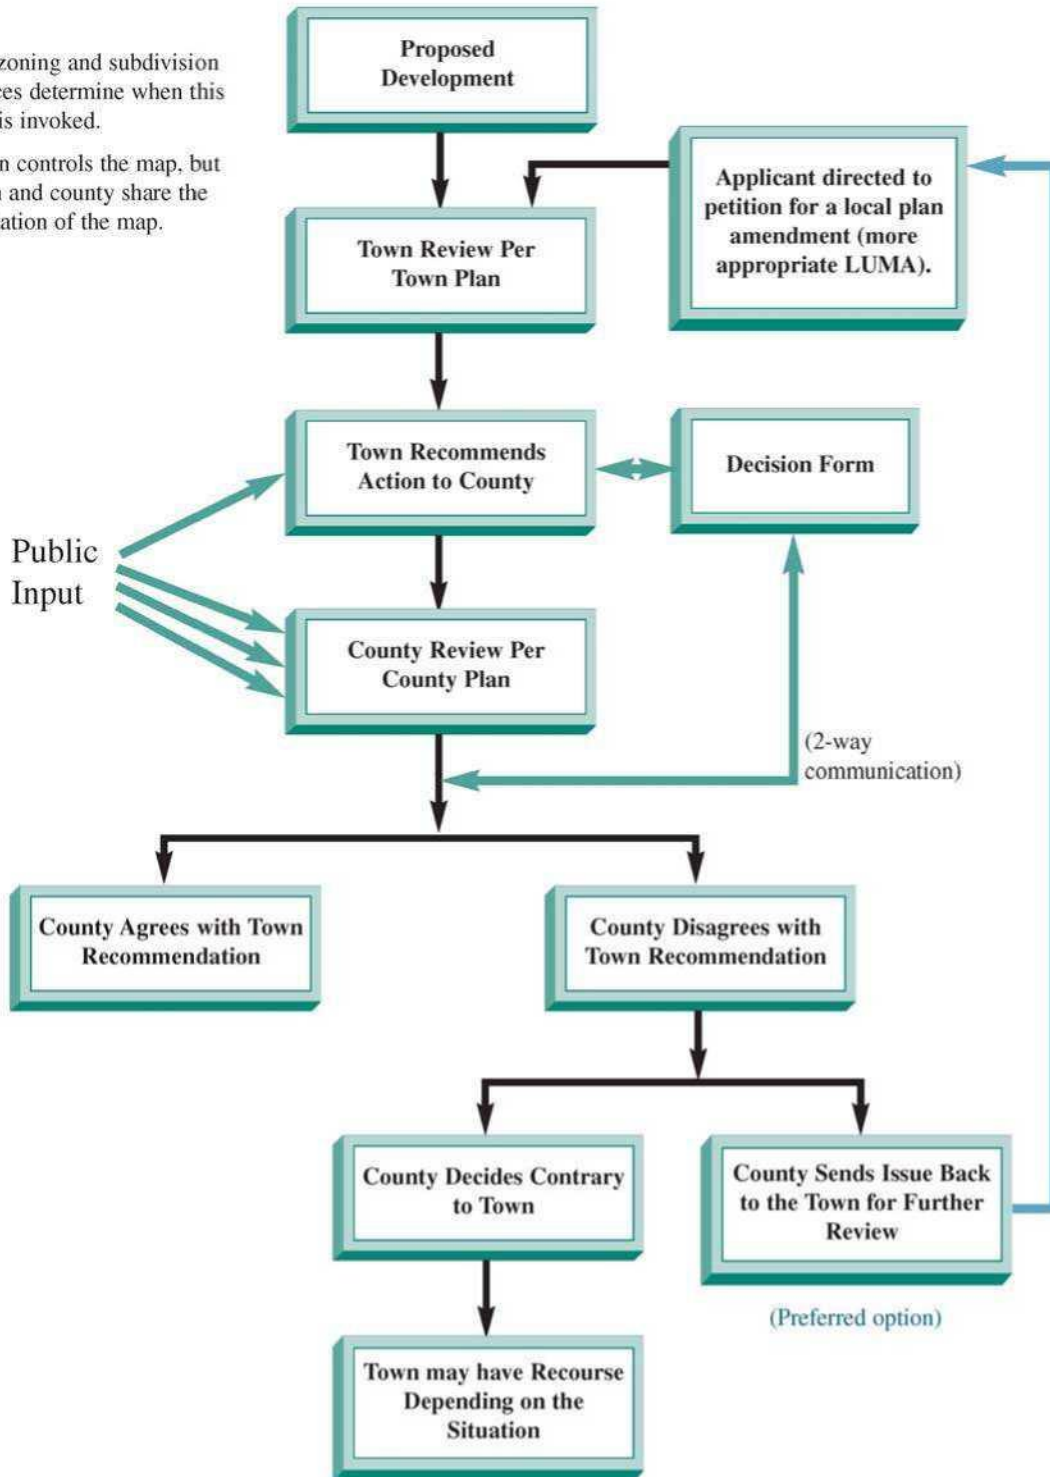 Proposed
Development
zoning and subdivision
determine when this
is invoked.
controls the map, but
and county share the
of the map.
Applicant directed to
petition for a local plan
amendment (more
appropriate LUMA).
Town Review Per
Town Plan
Town Recommends
Action to County
Decision Form
Public
Input
County Review Per
County Plan
(2-way
communication)
County Agrees with Town
Recommendation
County Disagrees with
Town Recommendation
County Decides Contrary
to Town
County Sends Issue Back
to the Town for Further
Review
(Preferred option)
Town may have Recourse
Depending on the
Situation